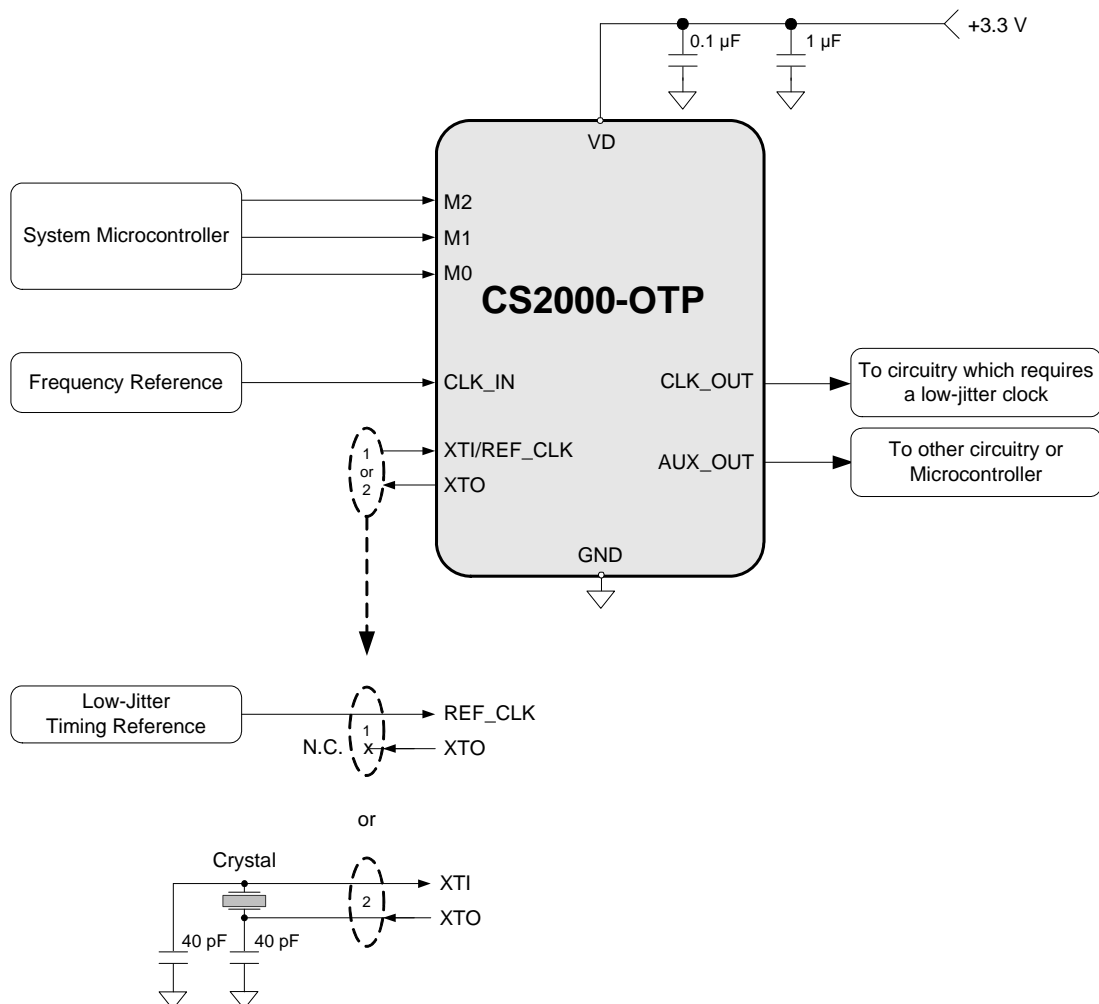 +3.3 V
0.1 µF
1 µF
VD
System Microcontroller
M2
M1
M0
CS2000-OTP
Frequency Reference
CLK_IN
CLK_OUT
To circuitry which requires
a low-jitter clock
1
or
2
XTI/REF_CLK
XTO
AUX_OUT
To other circuitry or
Microcontroller
GND
Low-Jitter
Timing Reference
1
REF_CLK
N.C.
x
XTO
or
Crystal
2
XTI
XTO
40 pF
40 pF